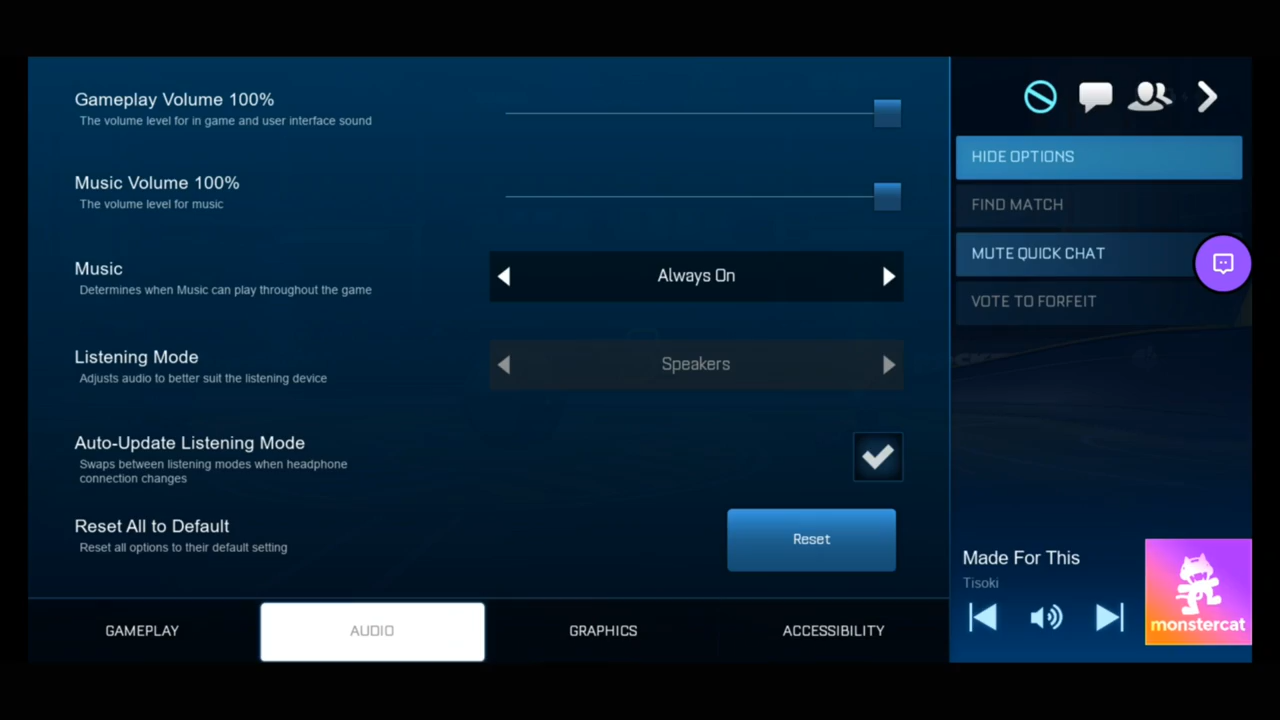 Gameplay Volume 100%
The volume level for in game and user interface sound
Music Volume 100%
The volume level for music
Music
Determines when Music can play throughout the game
Always On
Listening Mode
Adjusts audio to better suit the listening device
Speakers
Auto-Update Listening Mode
Swaps between listening modes when headphone
connection changes
Reset All to Default
Reset all options to their default setting
Reset
GAMEPLAY
AUDIO
GRAPHICS
ACCESSIBILITY
HIDE OPTIONS
FIND MATCH
MUTE QUICK CHAT
VOTE TO FORFEIT
Made For This
Tisoki
monstercat